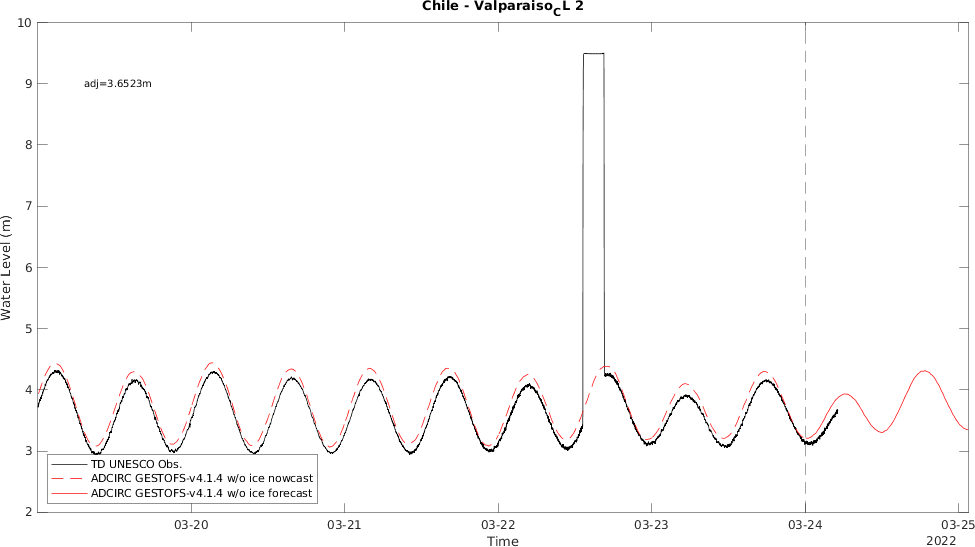 Chile - Valparaiso_CL 2
10
9
8
7
6
5
4
3
2
Water Level (m)
adj=3.6523m
TD UNESCO Obs.
ADCIRC GESTOFS-v4.1.4 w/o ice nowcast
ADCIRC GESTOFS-v4.1.4 w/o ice forecast
03-20 03-21 03-22 03-23 03-24 03-25
Time
2022